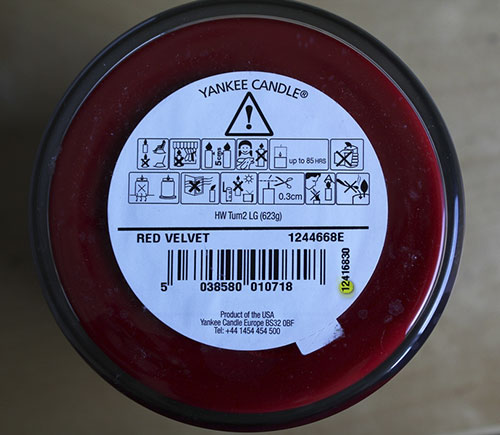 YANKEE CANDLE®
5cm
up to 85 HRS
0.3cm
HW Tum2 LG (623g)
RED VELVET 1244668E
12416830
5 038580 010718
Product of the USA
Yankee Candle Europe BS32 0BF
Tel: +44 1454 454 500